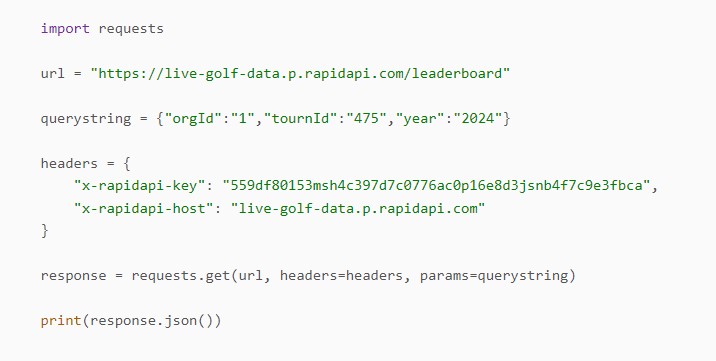 import requests

url = "https://live-golf-data.p.rapidapi.com/leaderboard"

querystring = {"orgId":"1","tournId":"475","year":"2024"}

headers = {
    "x-rapidapi-key": "559df80153msh4c397d7c0776ac0p16e8d3jsnb4f7c9e3fbca",
    "x-rapidapi-host": "live-golf-data.p.rapidapi.com"
}

response = requests.get(url, headers=headers, params=querystring)

print(response.json())